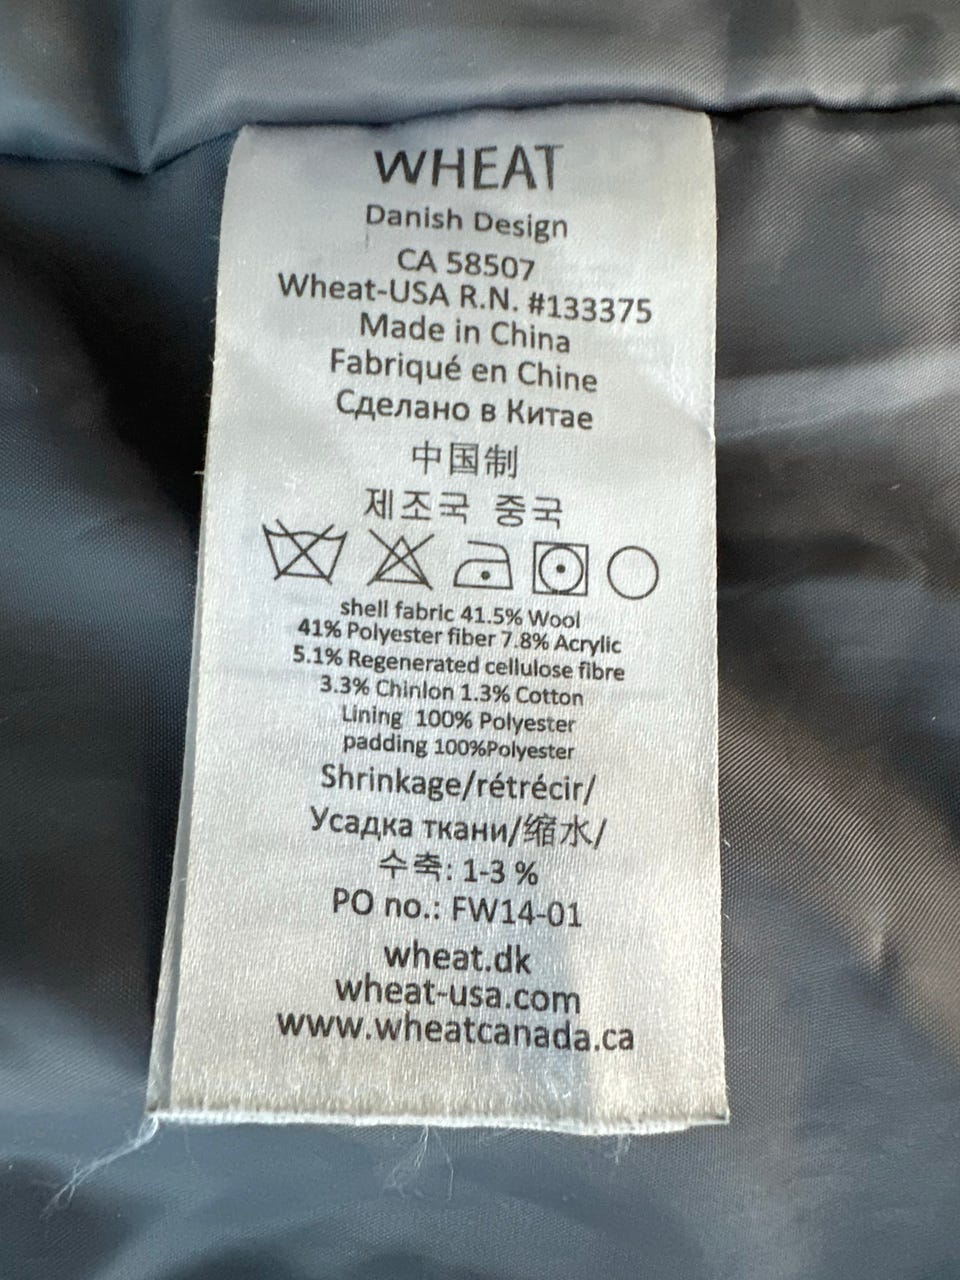 WHEAT
Danish Design
CA 58507
Wheat-USA R.N. #133375
Made in China
Fabriqué en Chine
Сделано в Китае
中国制
제조국 중국
shell fabric 41.5% Wool
41% Polyester fiber 7.8% Acrylic
5.1% Regenerated cellulose fibre
3.3% Chinlon 1.3% Cotton
Lining 100% Polyester
padding 100%Polyester
Shrinkage/rétrécir/
Усадка ткани/缩水/
수축: 1-3 %
PO no.: FW14-01
wheat.dk
wheat-usa.com
www.wheatcanada.ca